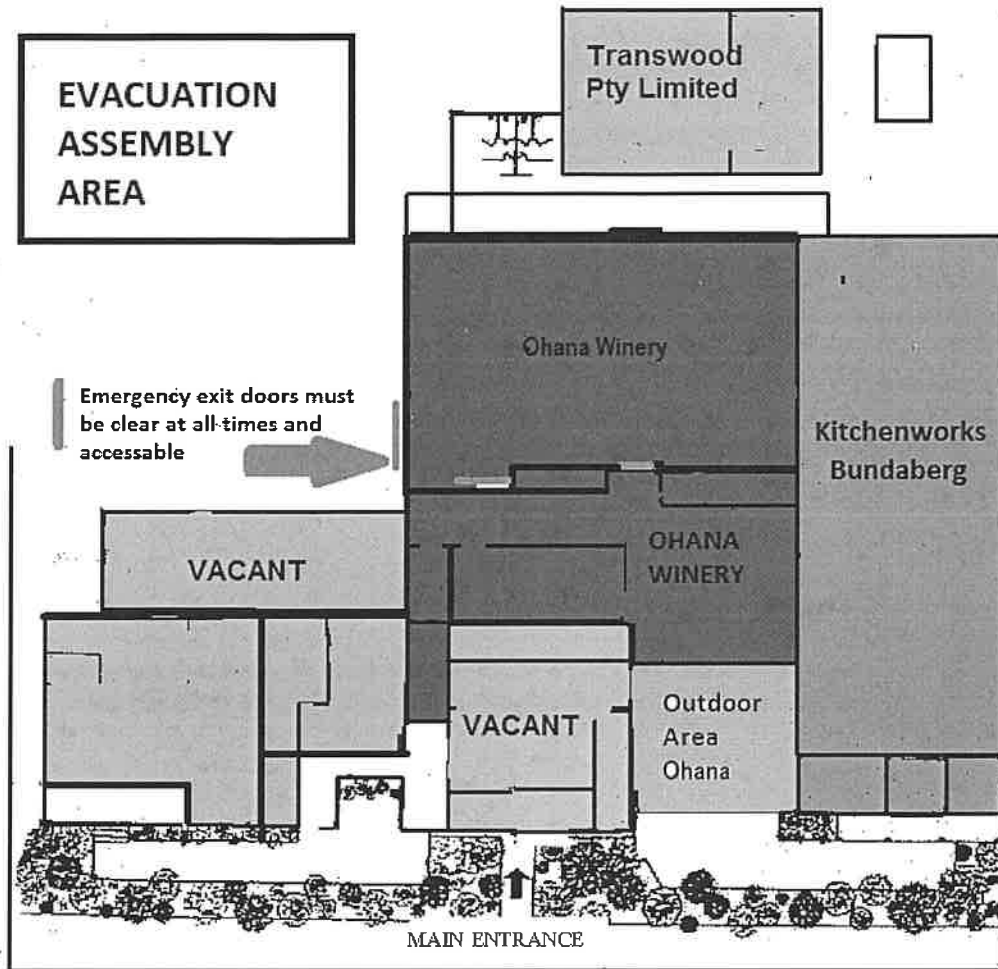 EVACUATION
ASSEMBLY
AREA
Transwood
Pty Limited
Ohana Winery
Emergency exit doors must
be clear at all times and
accessable
Kitchenworks
Bundaberg
OHANA
WINERY
VACANT
VACANT
Outdoor
Area
Ohana
MAIN ENTRANCE